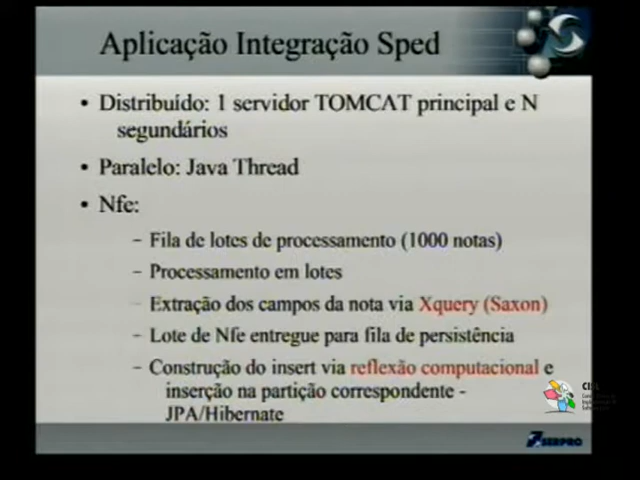 Aplicação Integração Sped
• Distribuído: 1 servidor TOMCAT principal e N
segundários
• Paralelo: Java Thread
• Nfe:
– Fila de lotes de processamento (1000 notas)
– Processamento em lotes
– Extração dos campos da nota via Xquery (Saxon)
– Lote de Nfe entregue para fila de persistência
– Construção do insert via reflexão computacional e
inserção na partição correspondente -
JPA/Hibernate
SERPRO